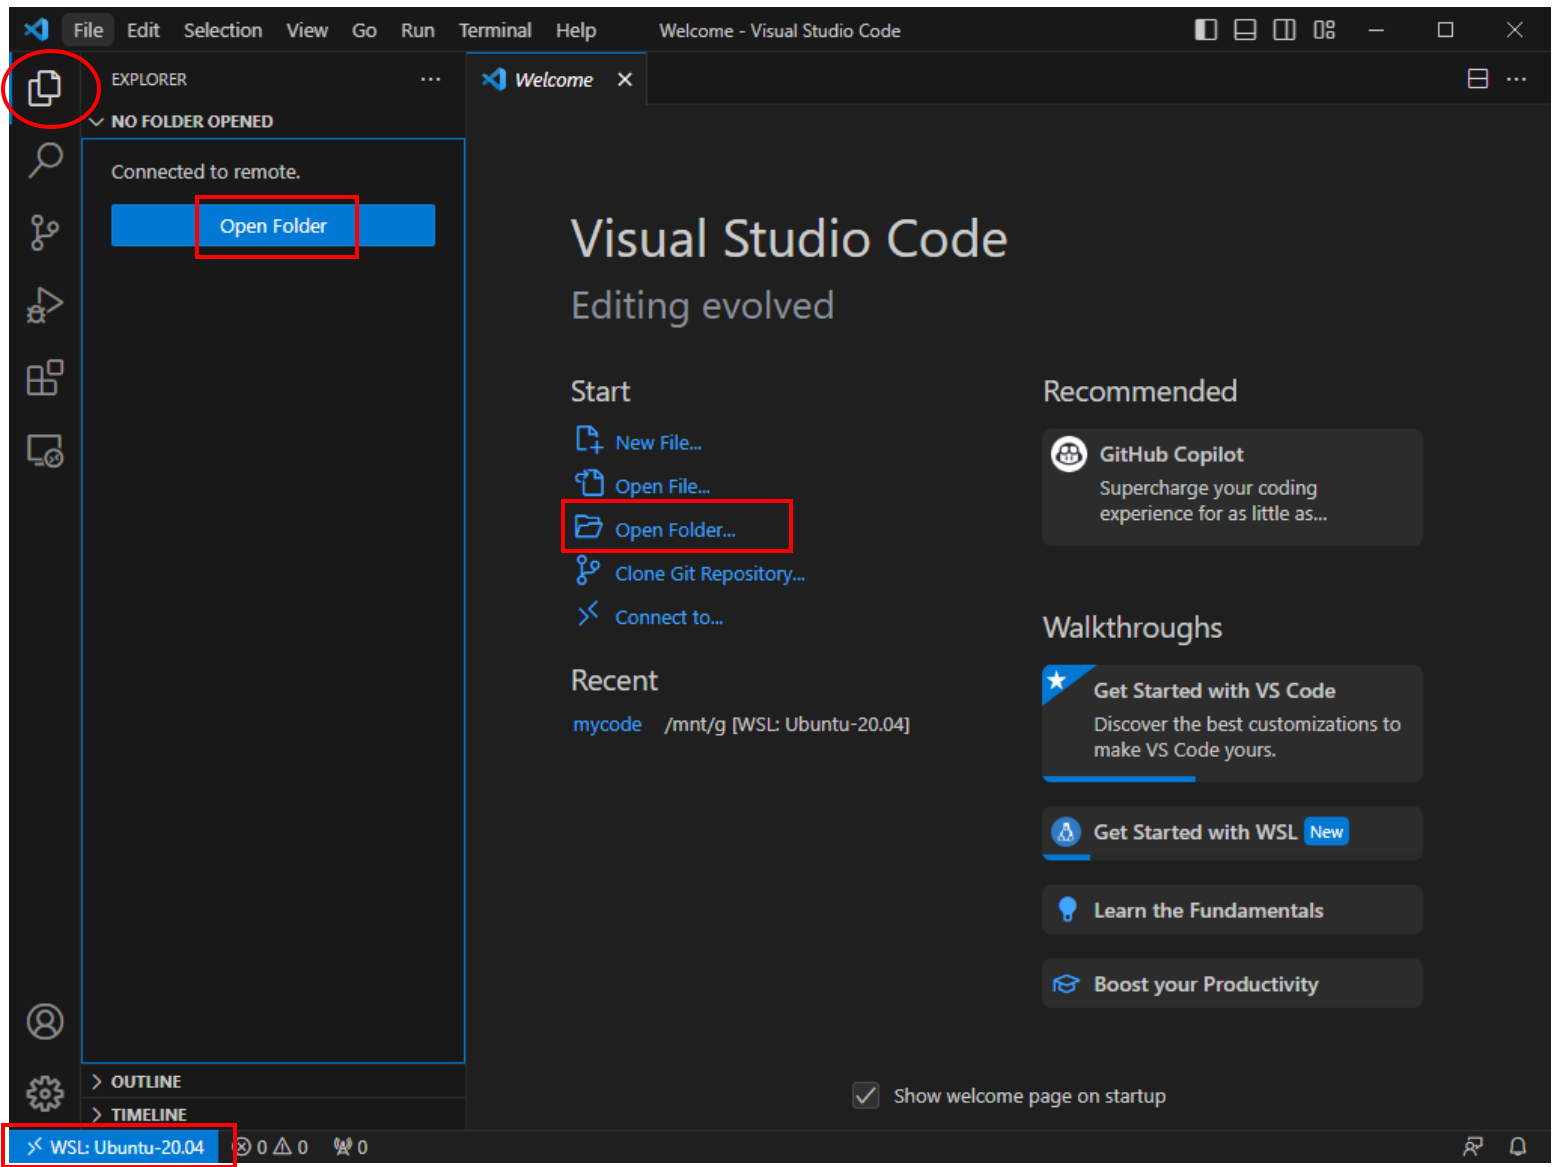 File Edit Selection View Go Run Terminal Help Welcome - Visual Studio Code
EXPLORER
Welcome
NO FOLDER OPENED
Connected to remote.
Open Folder
Visual Studio Code
Editing evolved
Start
New File...
Open File...
Open Folder...
Clone Git Repository...
Connect to...
Recent
mycode /mnt/g [WSL: Ubuntu-20.04]
Recommended
GitHub Copilot
Supercharge your coding
experience for as little as...
Walkthroughs
Get Started with VS Code
Discover the best customizations to
make VS Code yours.
Get Started with WSL New
Learn the Fundamentals
Boost your Productivity
OUTLINE
TIMELINE
Show welcome page on startup
WSL: Ubuntu-20.04 0 0 0